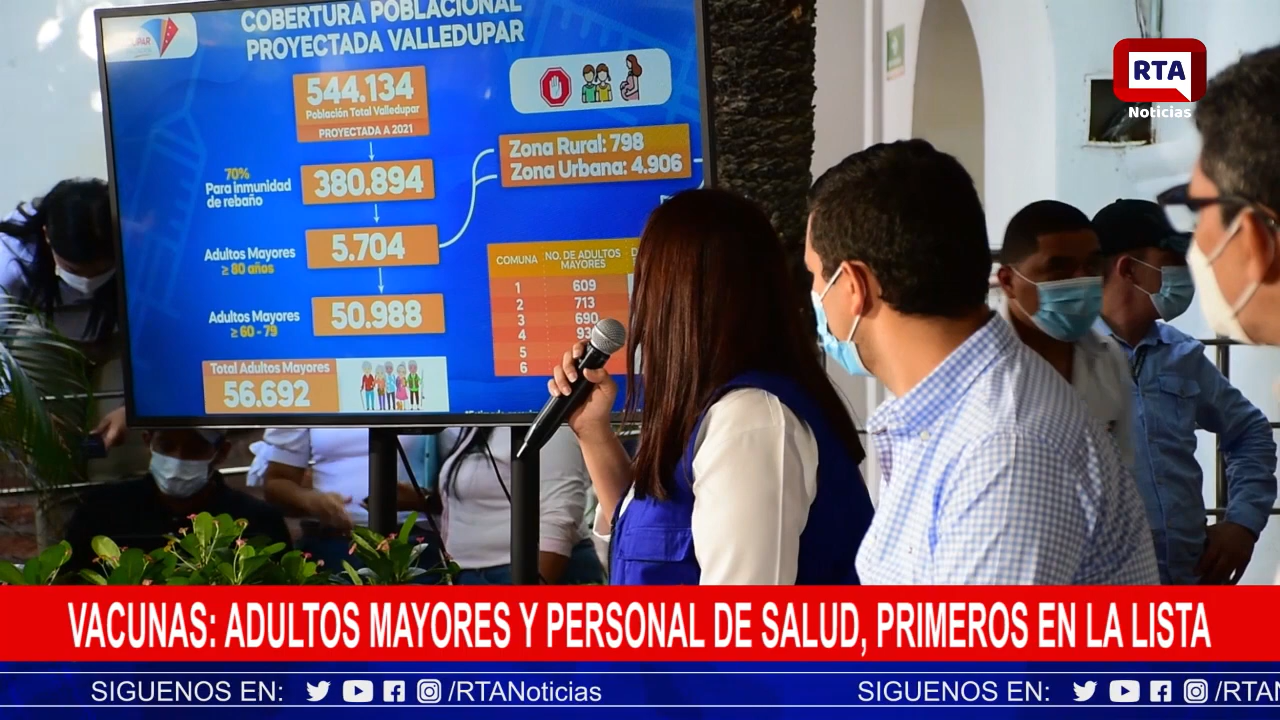 COBERTURA POBLACIONAL
PROYECTADA VALLEDUPAR
544.134
Población Total Valledupar
PROYECTADA A 2021
70%
Para inmunidad
de rebaño
380.894
Zona Rural: 798
Zona Urbana: 4.906
Adultos Mayores
≥ 80 años
5.704
Adultos Mayores
≥ 60 - 79
50.988
Total Adultos Mayores
56.692
COMUNA NO. DE ADULTOS MAYORES
1 609
2 713
3 690
4
5
6
RTA
Noticias
VACUNAS: ADULTOS MAYORES Y PERSONAL DE SALUD, PRIMEROS EN LA LISTA
SIGUENOS EN: /RTANoticias SIGUENOS EN: /RTAN